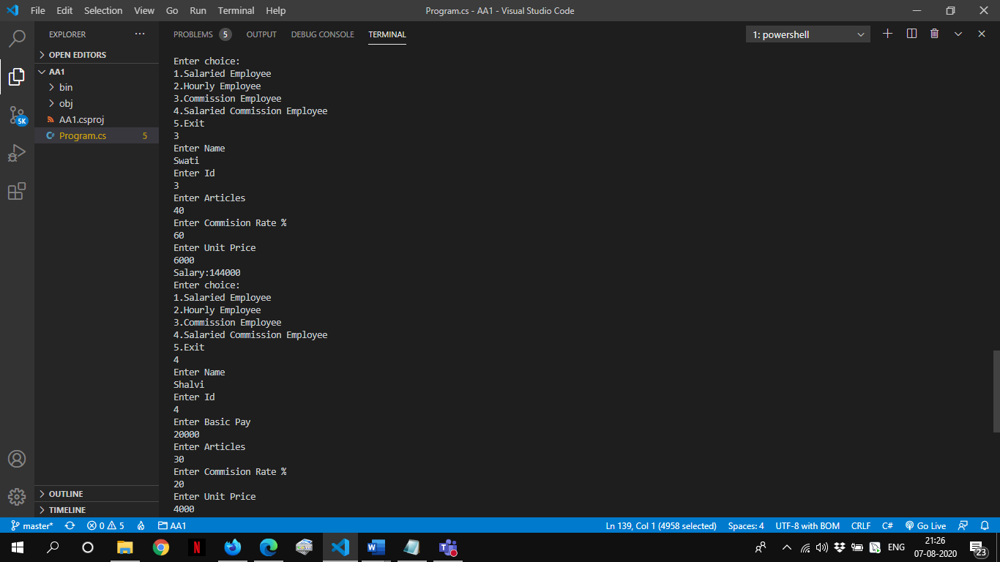 File Edit Selection View Go Run Terminal Help Program.cs - AA1 - Visual Studio Code
EXPLORER ···
OPEN EDITORS
AA1
bin
obj
AA1.csproj
C# Program.cs 5
OUTLINE
TIMELINE
5K
PROBLEMS 5 OUTPUT DEBUG CONSOLE TERMINAL 1: powershell
Enter choice:
1.Salaried Employee
2.Hourly Employee
3.Commission Employee
4.Salaried Commission Employee
5.Exit
3
Enter Name
Swati
Enter Id
3
Enter Articles
40
Enter Commision Rate %
60
Enter Unit Price
6000
Salary:144000
Enter choice:
1.Salaried Employee
2.Hourly Employee
3.Commission Employee
4.Salaried Commission Employee
5.Exit
4
Enter Name
Shalvi
Enter Id
4
Enter Basic Pay
20000
Enter Articles
30
Enter Commision Rate %
20
Enter Unit Price
4000
master* 0 5 AA1 Ln 139, Col 1 (4958 selected) Spaces: 4 UTF-8 with BOM CRLF C# Go Live
N W T ENG 21:26
07-08-2020 23